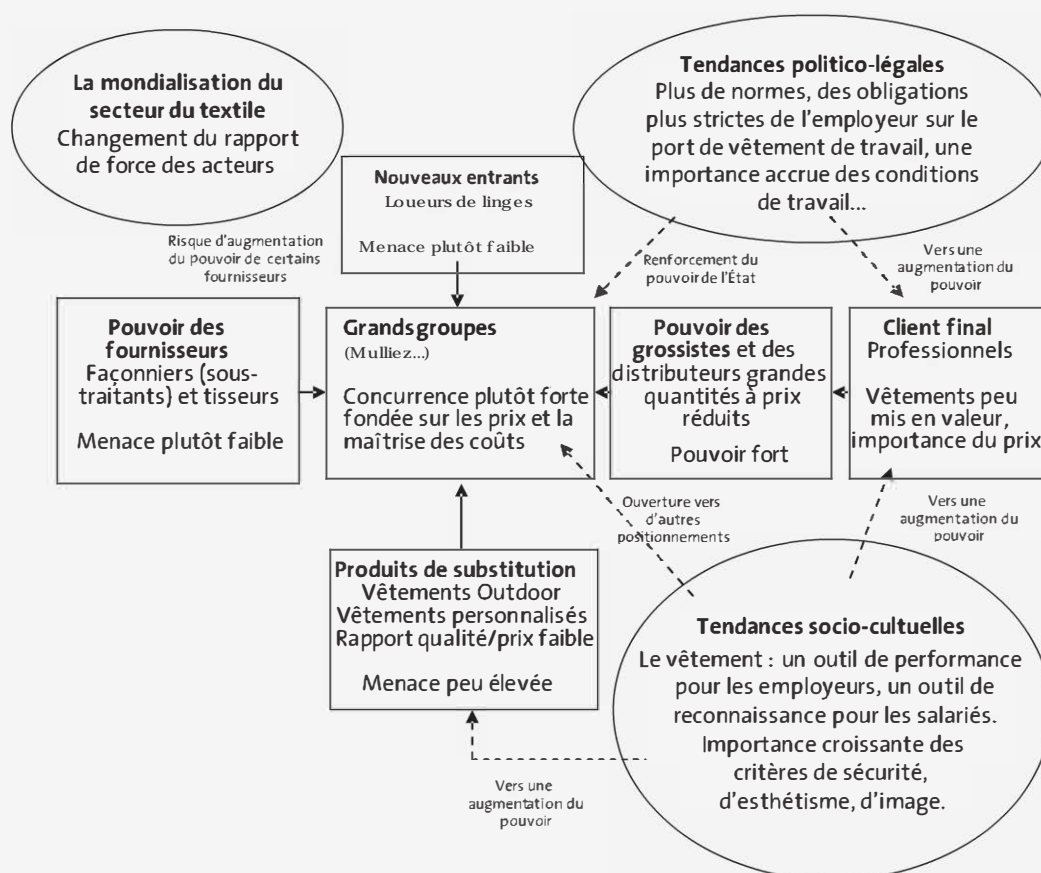 La mondialisation du
secteur du textile
Changement du rapport
de force des acteurs
Tendances politico-légales
Plus de normes, des obligations
plus strictes de l'employeur sur le
port de vêtement de travail, une
importance accrue des conditions
de travail...
Nouveaux entrants
Loueurs de linges
Menace plutôt faible
Risque d'augmentation
du pouvoir de certains
fournisseurs
Renforcement du
pouvoir de l'État
Vers une
augmentation du
pouvoir
Pouvoir des
fournisseurs
Façonniers (sous-
traitants) et tisseurs
Menace plutôt faible
Grands groupes
(Mulliez...)
Concurrence plutôt forte
fondée sur les prix et la
maîtrise des coûts
Pouvoir des
grossistes et des
distributeurs grandes
quantités à prix
réduits
Pouvoir fort
Client final
Professionnels
Vêtements peu
mis en valeur,
importance du prix
Ouverture vers
d'autres
positionnements
Vers une
augmentation du
pouvoir
Produits de substitution
Vêtements Outdoor
Vêtements personnalisés
Rapport qualité/prix faible
Menace peu élevée
Tendances socio-cultuelles
Le vêtement : un outil de performance
pour les employeurs, un outil de
reconnaissance pour les salariés.
Importance croissante des
critères de sécurité,
d'esthétisme, d'image.
Vers une
augmentation du
pouvoir